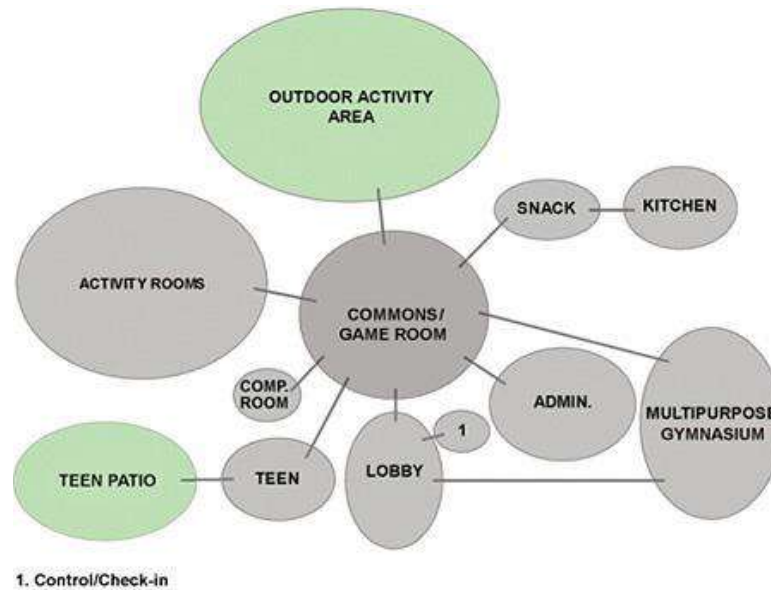 OUTDOOR ACTIVITY
AREA
SNACK
KITCHEN
ACTIVITY ROOMS
COMMONS/
GAME ROOM
COMP.
ROOM
ADMIN.
MULTIPURPOSE
GYMNASIUM
1
LOBBY
TEEN
TEEN PATIO
1. Control/Check-in